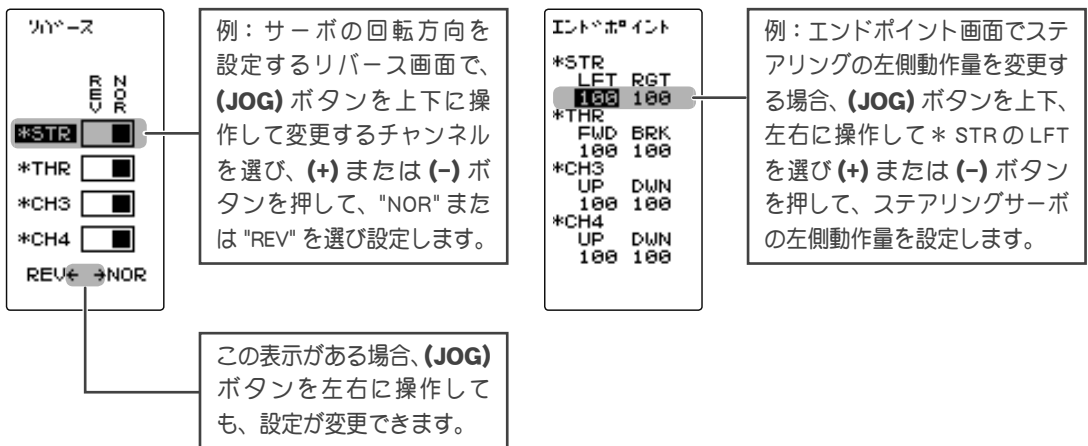 リバース
REV NOR
*STR
*THR
*CH3
*CH4
REV← →NOR
例：サーボの回転方向を
設定するリバース画面で、
(JOG) ボタンを上下に操
作して変更するチャンネル
を選び、(+) または (−) ボ
タンを押して、"NOR" また
は "REV" を選び設定します。
この表示がある場合、(JOG)
ボタンを左右に操作して
も、設定が変更できます。
エンドポイント
*STR
LFT RGT
100 100
*THR
FWD BRK
100 100
*CH3
UP DWN
100 100
*CH4
UP DWN
100 100
例：エンドポイント画面でステ
アリングの左側動作量を変更す
る場合、(JOG) ボタンを上下、
左右に操作して＊ STR の LFT
を選び (+) または (−) ボタン
を押して、ステアリングサーボ
の左側動作量を設定します。